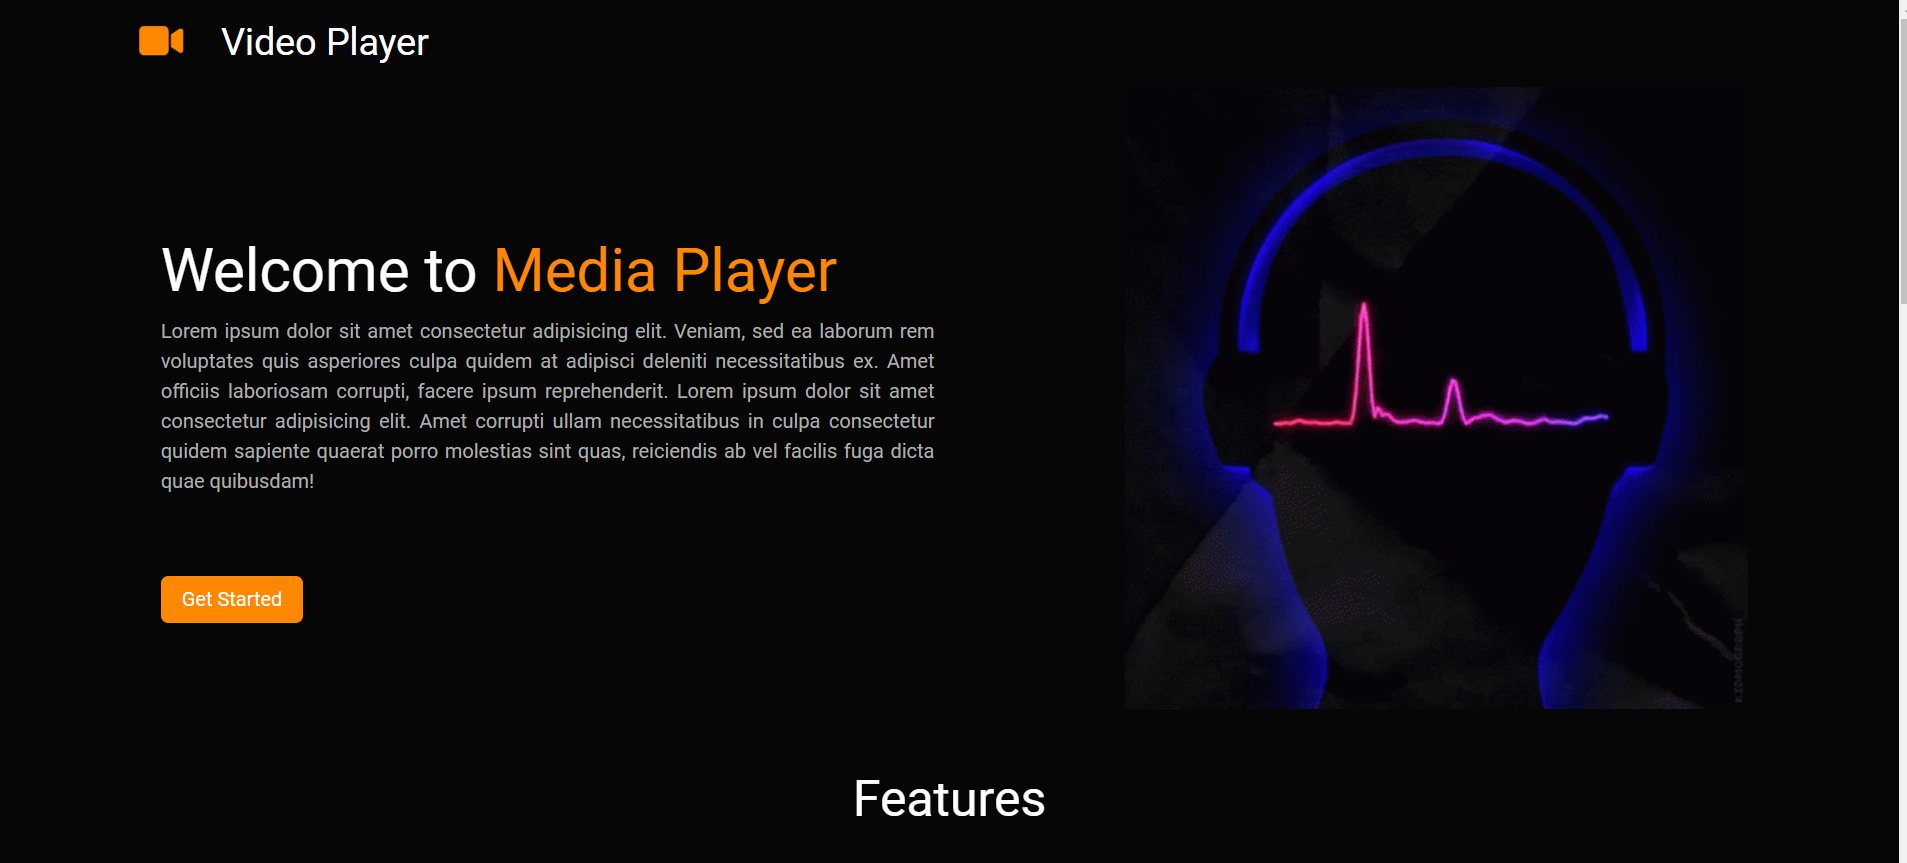 Video Player
Welcome to Media Player
Lorem ipsum dolor sit amet consectetur adipisicing elit. Veniam, sed ea laborum rem
voluptates quis asperiores culpa quidem at adipisci deleniti necessitatibus ex. Amet
officiis laboriosam corrupti, facere ipsum reprehenderit. Lorem ipsum dolor sit amet
consectetur adipisicing elit. Amet corrupti ullam necessitatibus in culpa consectetur
quidem sapiente quaerat porro molestias sint quas, reiciendis ab vel facilis fuga dicta
quae quibusdam!
Get Started
Features